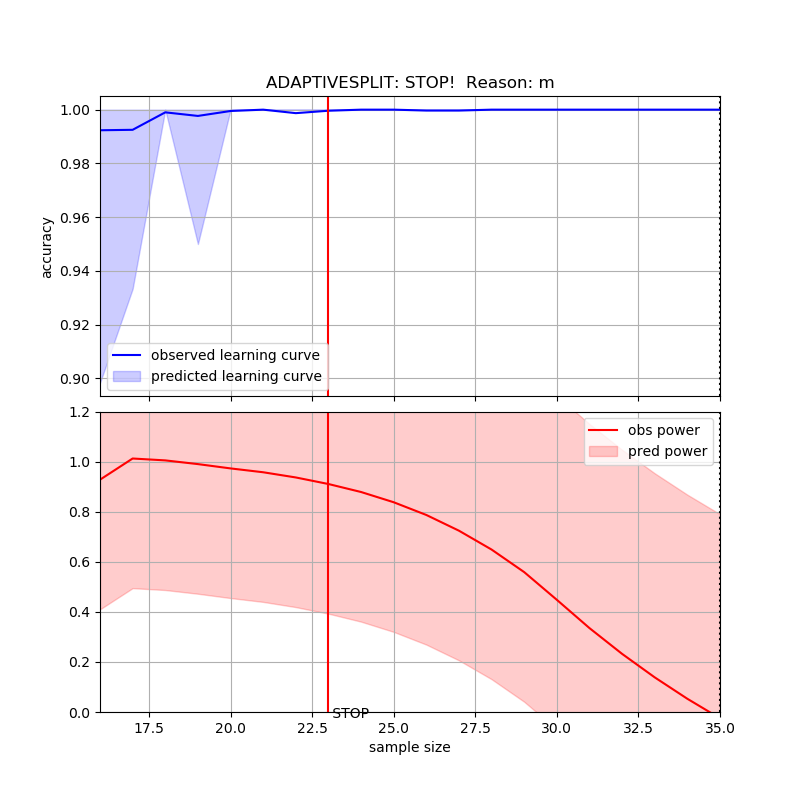 ADAPTIVESPLIT: STOP!  Reason: m
1.00
0.98
0.96
0.94
0.92
0.90
accuracy
observed learning curve
predicted learning curve
1.2
1.0
0.8
0.6
0.4
0.2
0.0
obs power
pred power
STOP
17.5 20.0 22.5 25.0 27.5 30.0 32.5 35.0
sample size